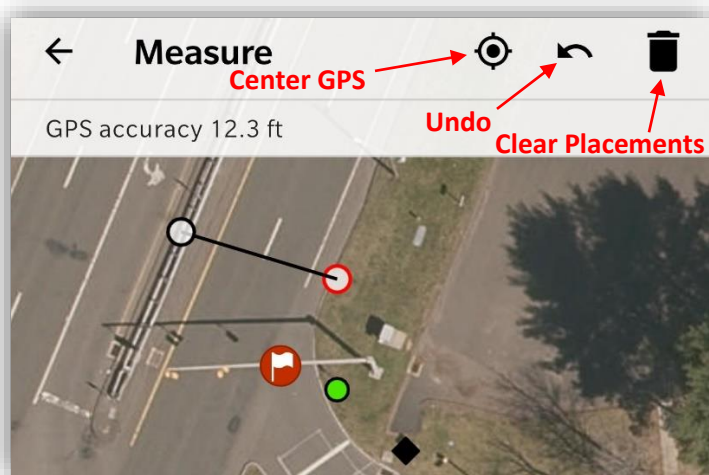 Measure
Center GPS
GPS accuracy 12.3 ft
Undo
Clear Placements